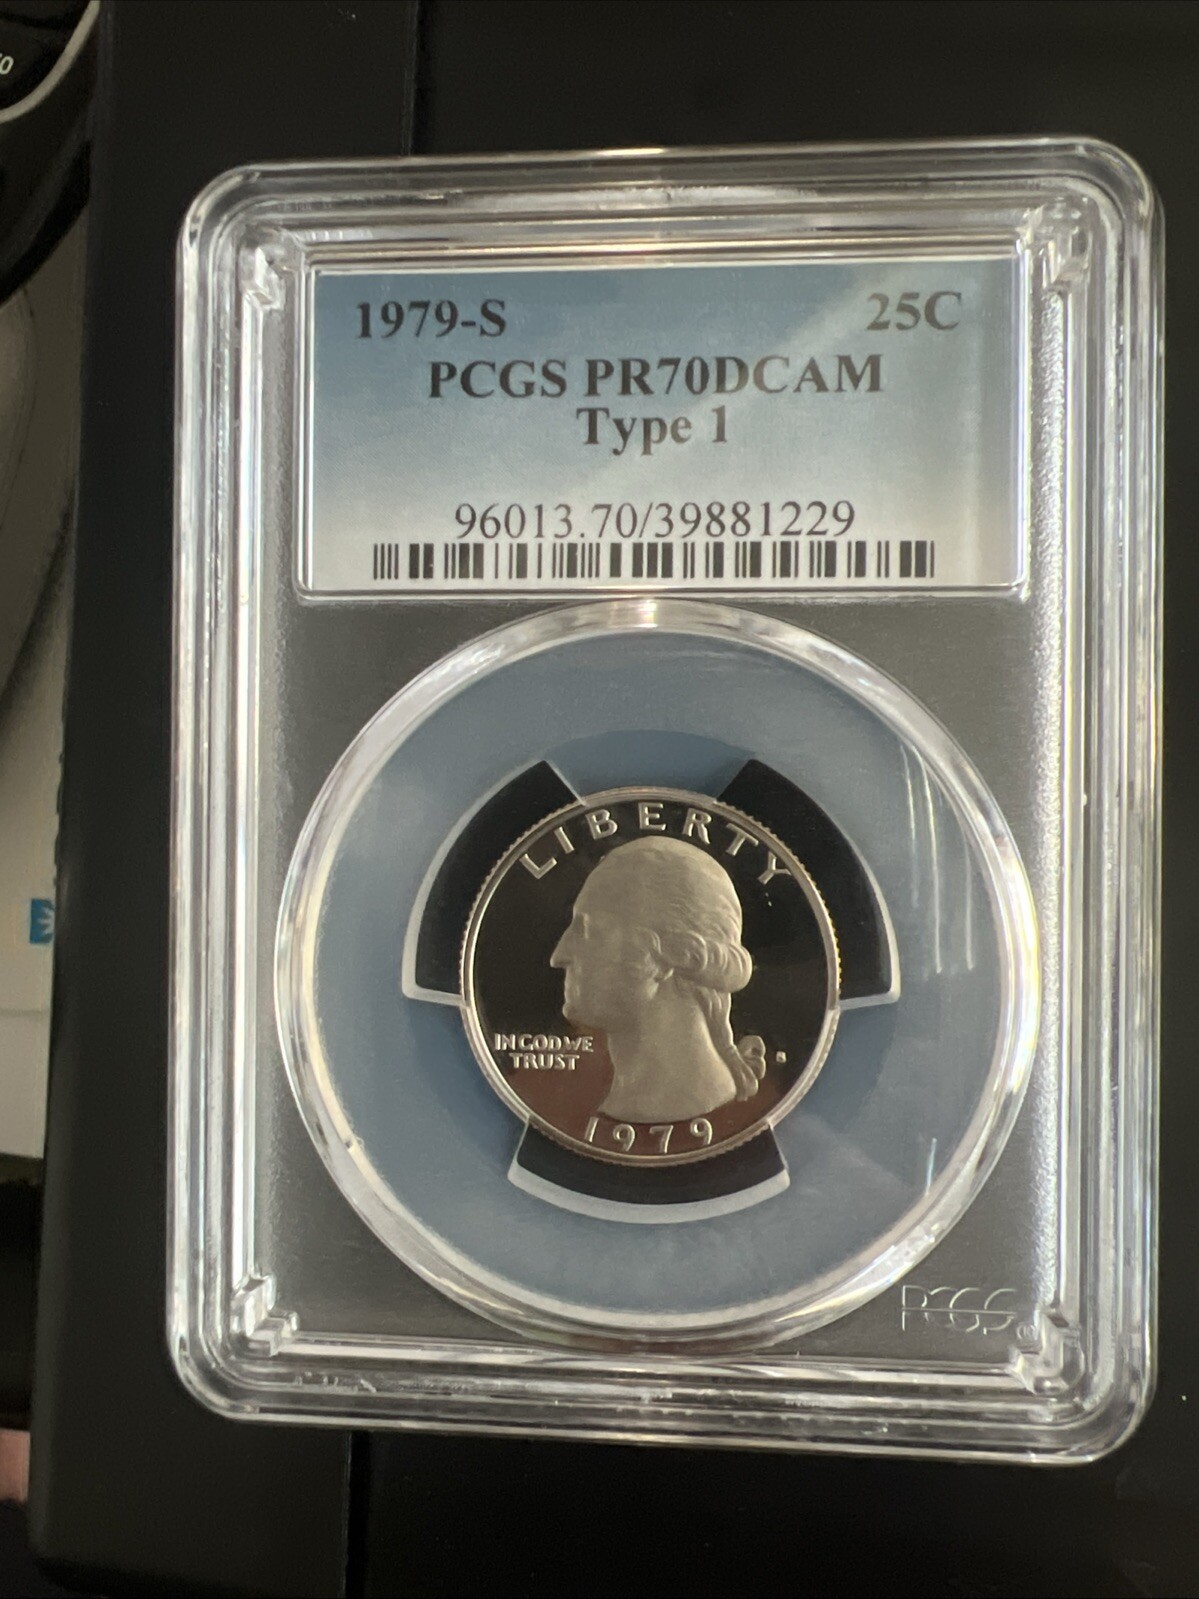 1979-S 25C
PCGS PR70DCAM
Type 1
96013.70/39881229
LIBERTY
IN GOD WE
TRUST
S
1979
PCGS